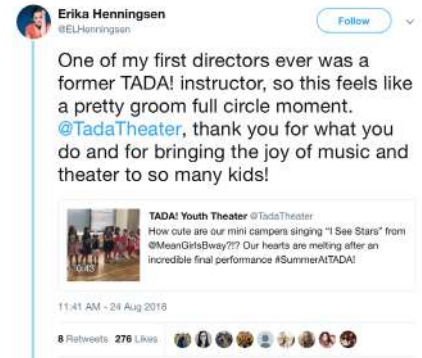 Erika Henningsen
@ELHenningsen
Follow
One of my first directors ever was a
former TADA! instructor, so this feels like
a pretty groom full circle moment.
@TadaTheater, thank you for what you
do and for bringing the joy of music and
theater to so many kids!
TADA! Youth Theater @TadaTheater
How cute are our mini campers singing "I See Stars" from
@MeanGirlsBway?!? Our hearts are melting after an
incredible final performance #SummerAtTADA!
0:43
11:41 AM - 24 Aug 2018
8 Retweets 276 Likes